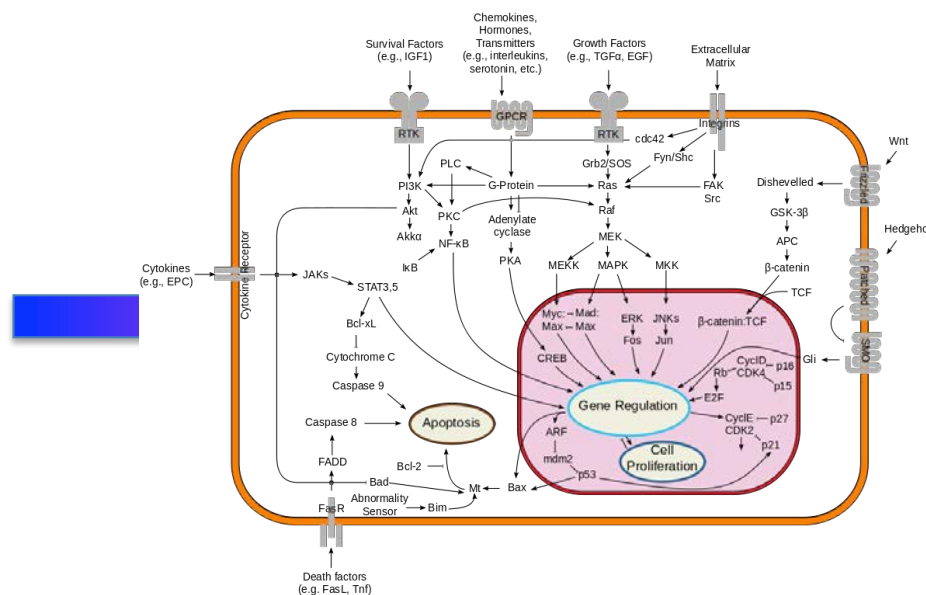 Chemokines,
Hormones,
Transmitters
(e.g., interleukins,
serotonin, etc.)
Survival Factors
(e.g., IGF1)
Growth Factors
(e.g., TGFα, EGF)
Extracellular
Matrix
RTK
GPCR
RTK
Integrins
cdc42
Wnt
PLC
Grb2/SOS
Fyn/Shc
Frizzled
PI3K
G-Protein
Ras
FAK
Src
Dishevelled
Akt
PKC
Adenylate
cyclase
Raf
GSK-3β
Akkα
NF-κB
MEK
APC
Hedgeho
IκB
PKA
MEKK
MAPK
MKK
β-catenin
Cytokines
(e.g., EPC)
Cytokine Receptor
JAKs
STAT3,5
TCF
Patched
Myc:
Mad:
Max
Max
ERK
JNKs
β-catenin:TCF
Bcl-xL
Fos
Jun
Cytochrome C
CREB
Gli
SMO
CycID
p16
Rb
CDK4
p15
Caspase 9
E2F
Gene Regulation
Caspase 8
Apoptosis
CyclE
p27
CDK2
ARF
p21
FADD
Bcl-2
mdm2
Cell
Proliferation
Bad
Mt
Bax
p53
FasR
Abnormality
Sensor
Bim
Death factors
(e.g. FasL, Tnf)